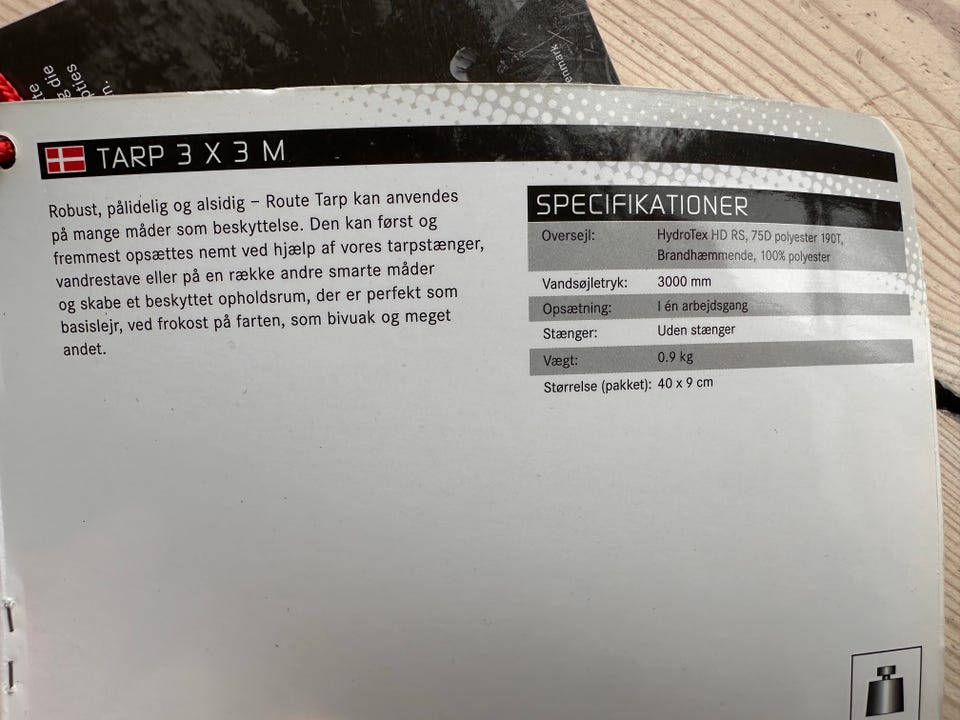 enmark
TARP 3 X 3 M
Robust, pålidelig og alsidig – Route Tarp kan anvendes
på mange måder som beskyttelse. Den kan først og
fremmest opsættes nemt ved hjælp af vores tarpstænger,
vandrestave eller på en række andre smarte måder
og skabe et beskyttet opholdsrum, der er perfekt som
basislejr, ved frokost på farten, som bivuak og meget
andet.
SPECIFIKATIONER
Oversejl: HydroTex HD RS, 75D polyester 190T,
Brandhæmmende, 100% polyester
Vandsøjletryk: 3000 mm
Opsætning: I én arbejdsgang
Stænger: Uden stænger
Vægt: 0.9 kg
Størrelse (pakket): 40 x 9 cm